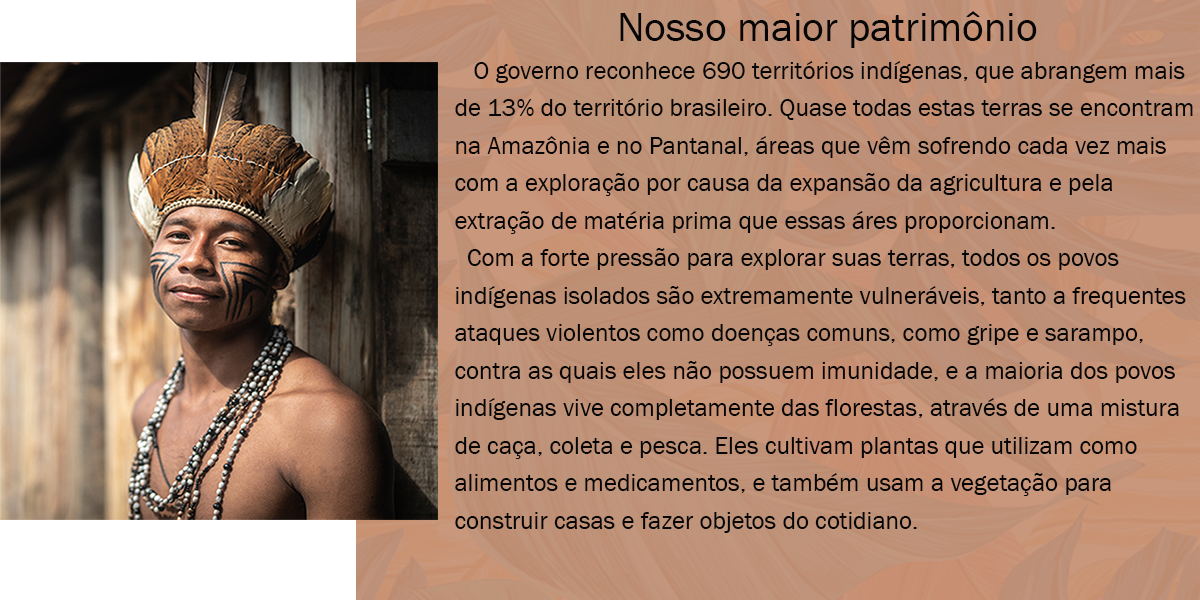 Nosso maior patrimônio
O governo reconhece 690 territórios indígenas, que abrangem mais
de 13% do território brasileiro. Quase todas estas terras se encontram
na Amazônia e no Pantanal, áreas que vêm sofrendo cada vez mais
com a exploração por causa da expansão da agricultura e pela
extração de matéria prima que essas áres proporcionam.
Com a forte pressão para explorar suas terras, todos os povos
indígenas isolados são extremamente vulneráveis, tanto a frequentes
ataques violentos como doenças comuns, como gripe e sarampo,
contra as quais eles não possuem imunidade, e a maioria dos povos
indígenas vive completamente das florestas, através de uma mistura
de caça, coleta e pesca. Eles cultivam plantas que utilizam como
alimentos e medicamentos, e também usam a vegetação para
construir casas e fazer objetos do cotidiano.